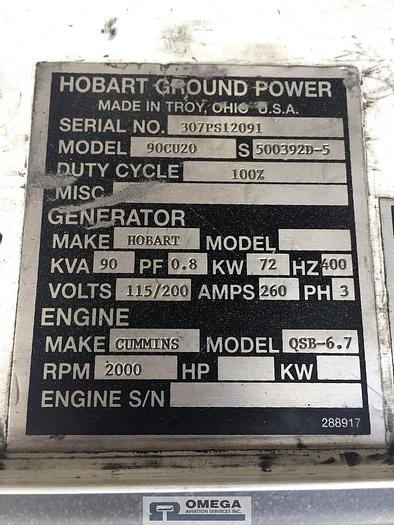 HOBART GROUND POWER
MADE IN TROY, OHIO U.S.A.
SERIAL NO. 307PS12091
MODEL 90CU20 S 500392D-5
DUTY CYCLE 100%
MISC
GENERATOR
MAKE HOBART MODEL
KVA 90 PF 0.8 KW 72 HZ 400
VOLTS 115/200 AMPS 260 PH 3
ENGINE
MAKE CUMMINS MODEL QSB-6.7
RPM 2000 HP KW
ENGINE S/N
288917
OMEGA
AVIATION SERVICES INC.